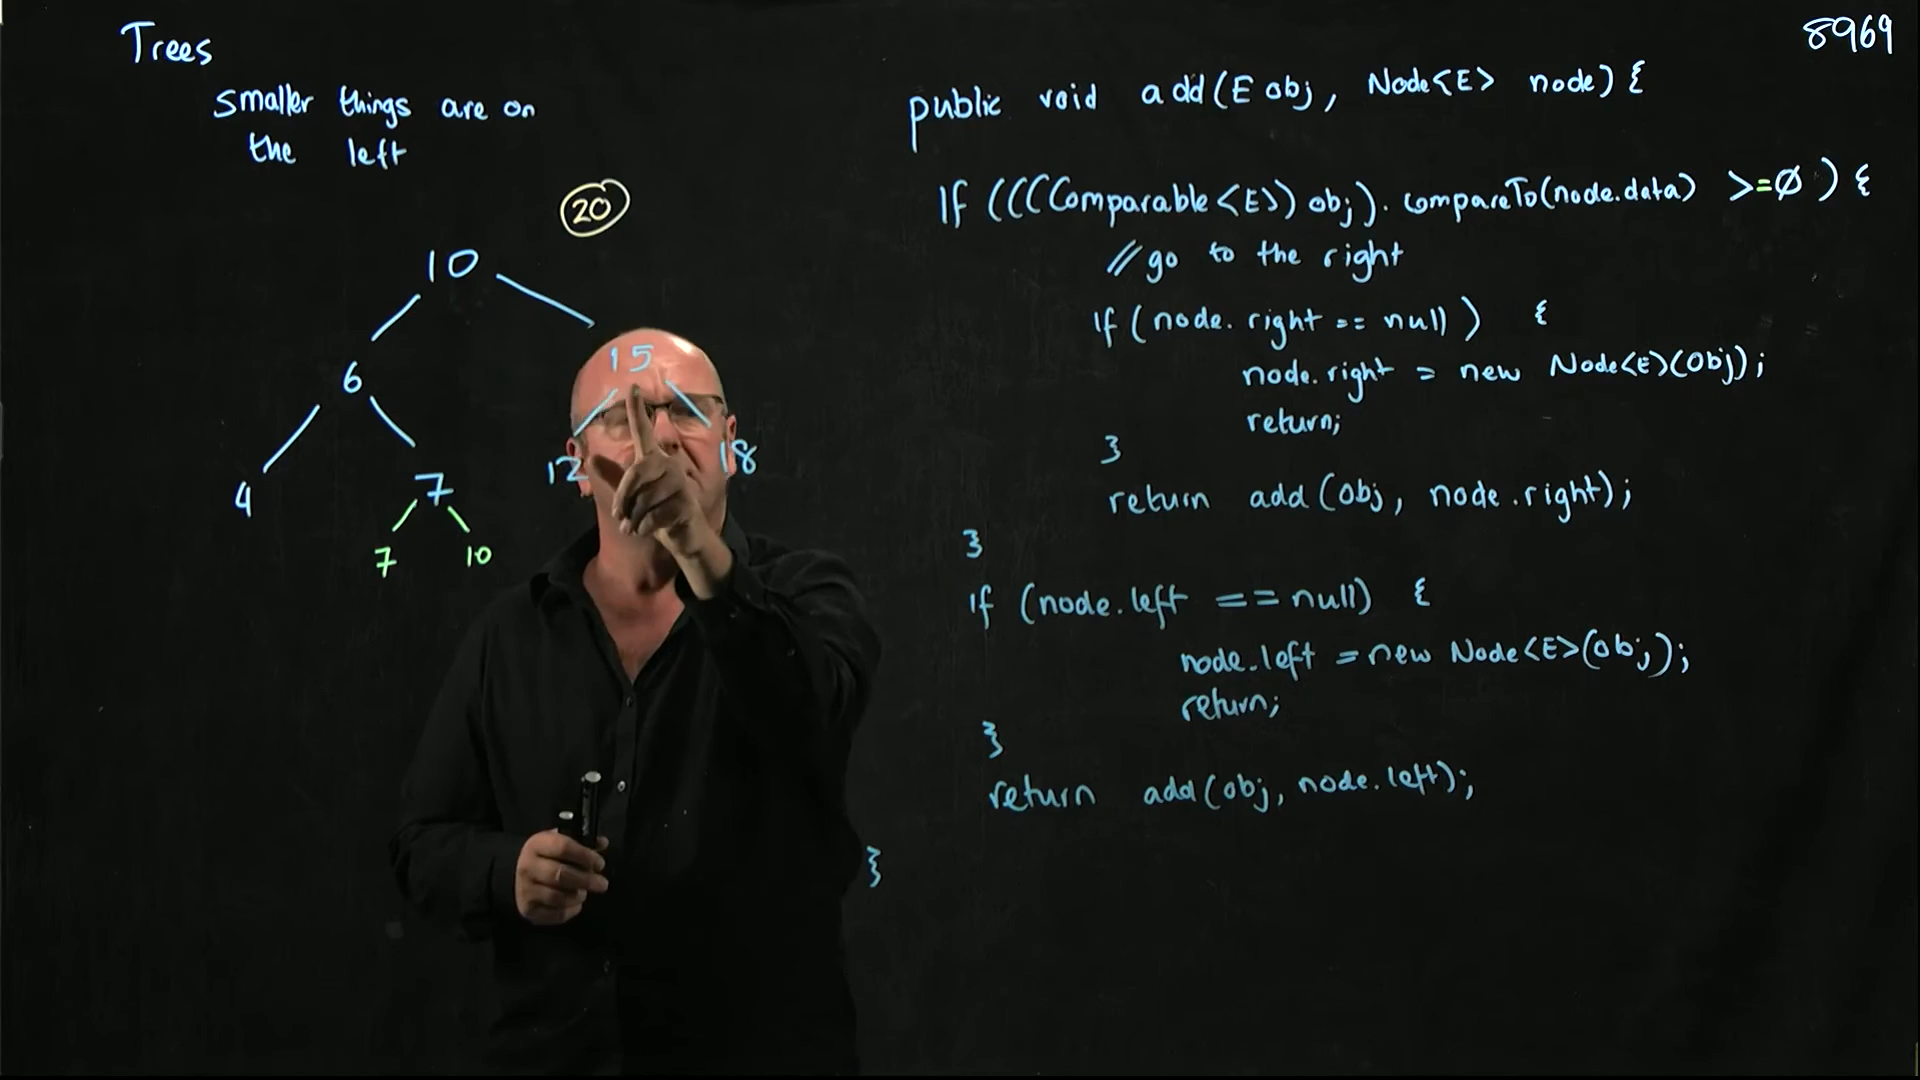 Trees
8969
smaller things are on
the left
20
10
6
15
4
7
12
18
7
10
public void add(E obj, Node<E> node) {
If (((Comparable<E>) obj). compareTo(node.data) >=0 ) {
// go to the right
if (node. right == null) {
node.right = new Node<E>(Obj);
return;
}
return add (obj, node.right);
}
if (node.left == null) {
node.left = new Node<E>(obj);
return;
}
return add(obj, node.left);
}